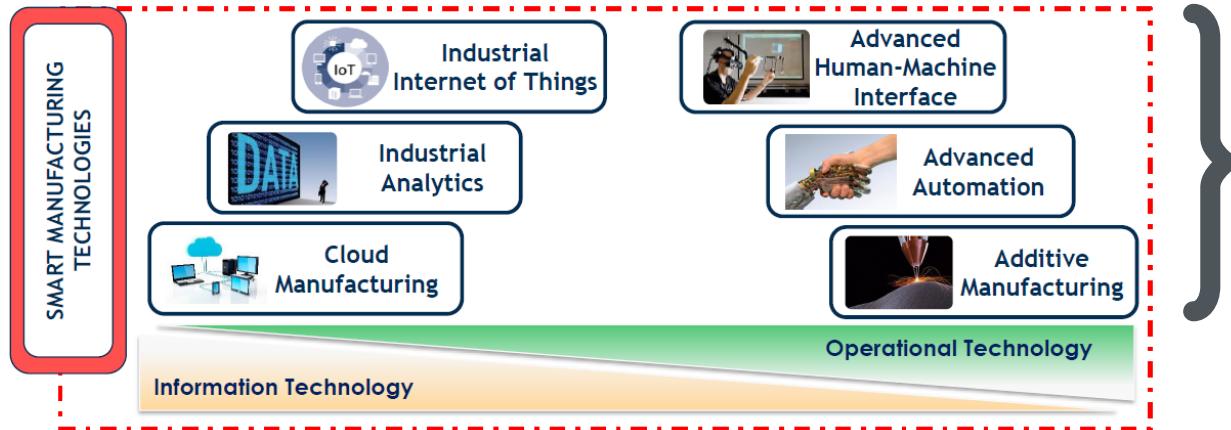 SMART MANUFACTURING
TECHNOLOGIES
IoT
Industrial
Internet of Things
Advanced
Human-Machine
Interface
DATA
Industrial
Analytics
Advanced
Automation
Cloud
Manufacturing
Additive
Manufacturing
Operational Technology
Information Technology